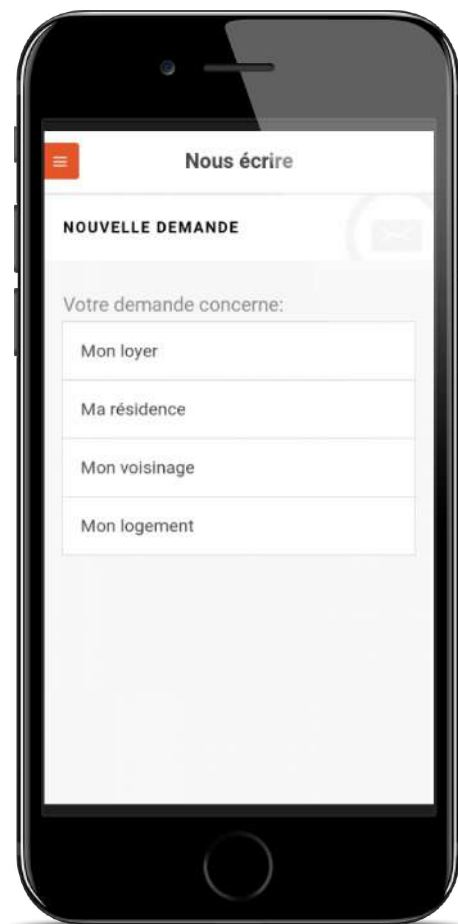 Nous écrire
NOUVELLE DEMANDE
Votre demande concerne:
Mon loyer
Ma résidence
Mon voisinage
Mon logement